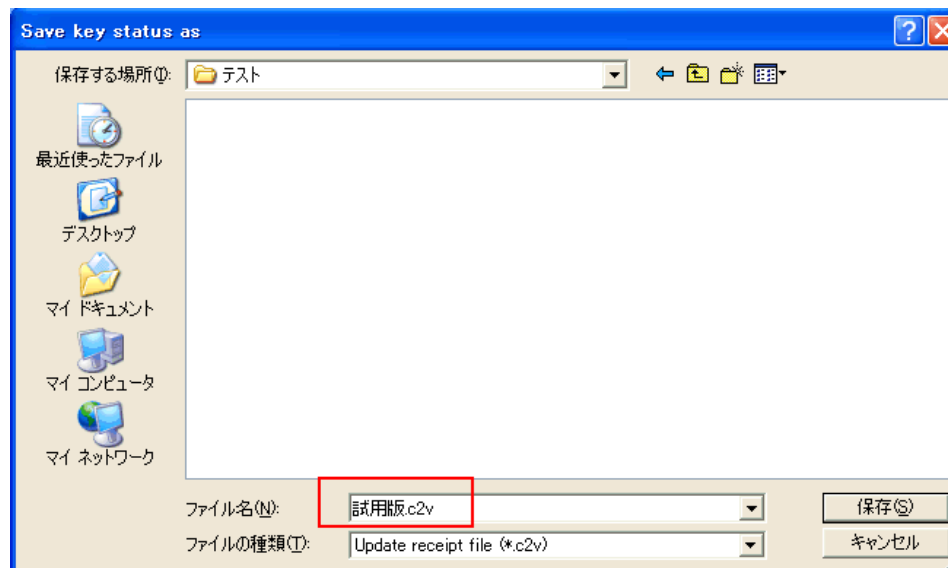 Save key status as
保存する場所(I):
テスト
最近使ったファイル
デスクトップ
マイ ドキュメント
マイ コンピュータ
マイ ネットワーク
ファイル名(N):
試用版.c2v
保存(S)
ファイルの種類(T):
Update receipt file (*.c2v)
キャンセル